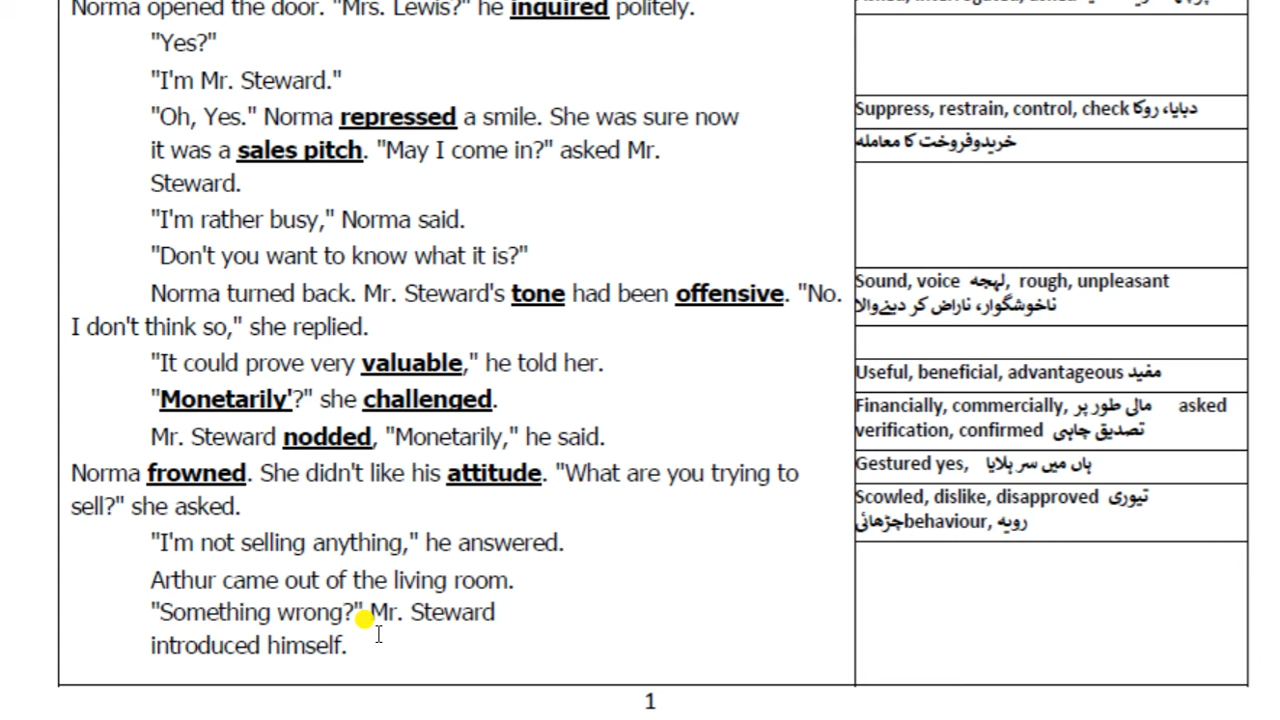 Norma opened the door. "Mrs. Lewis?" he inquired politely.
"Yes?"
"I'm Mr. Steward."
"Oh, Yes." Norma repressed a smile. She was sure now
it was a sales pitch. "May I come in?" asked Mr.
Steward.
"I'm rather busy," Norma said.
"Don't you want to know what it is?"
Norma turned back. Mr. Steward's tone had been offensive. "No.
I don't think so," she replied.
"It could prove very valuable," he told her.
"Monetarily'?" she challenged.
Mr. Steward nodded, "Monetarily," he said.
Norma frowned. She didn't like his attitude. "What are you trying to
sell?" she asked.
"I'm not selling anything," he answered.
Arthur came out of the living room.
"Something wrong?" Mr. Steward
introduced himself.
Suppress, restrain, control, check دبایا، روکا
خریدوفروخت کا معاملہ
Sound, voice لہجہ, rough, unpleasant
ناخوشگوار، ناراض کر دینےوالا
Useful, beneficial, advantageous مفید
Financially, commercially, مالی طور پر asked
verification, confirmed تصدیق چاہی
Gestured yes, ہاں میں سر ہلایا
Scowled, dislike, disapproved تیوری
چڑھائی behaviour, رویہ
1